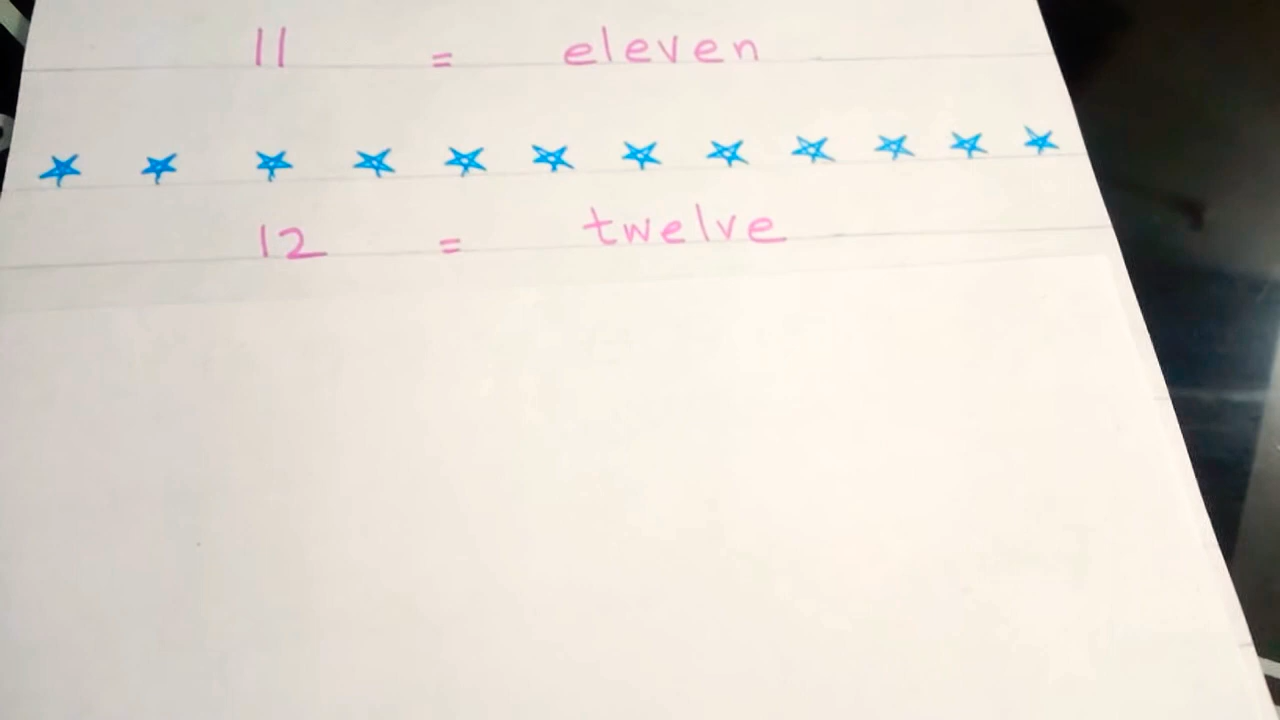 11 = eleven
12 = twelve